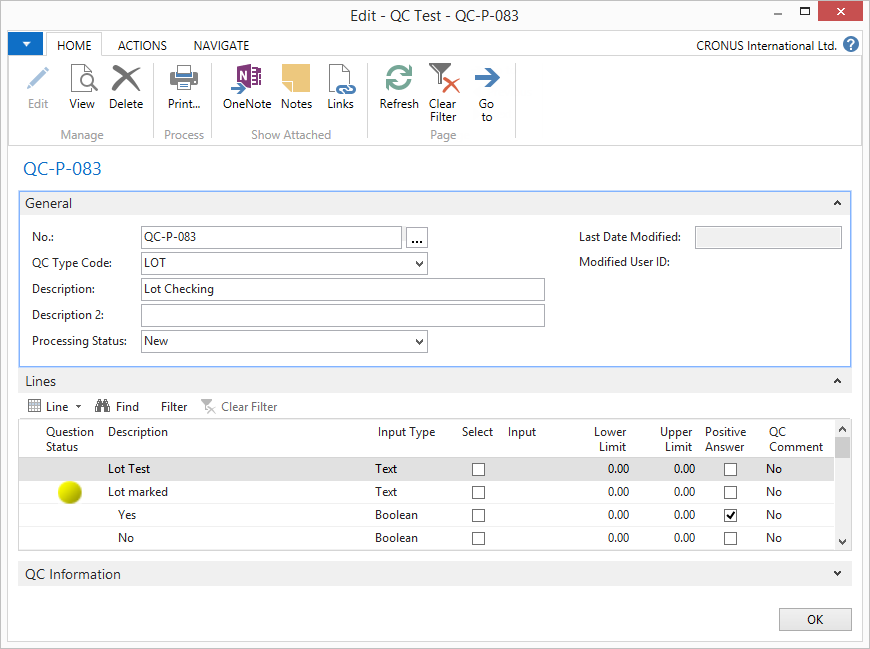 Edit - QC Test - QC-P-083
HOME ACTIONS NAVIGATE CRONUS International Ltd. ?
Edit View Delete Print... OneNote Notes Links Refresh Clear Filter Go to
Manage Process Show Attached Page
QC-P-083
General
No.: QC-P-083 ... Last Date Modified:
QC Type Code: LOT Modified User ID:
Description: Lot Checking
Description 2:
Processing Status: New
Lines
Line Find Filter Clear Filter
Question Status Description Input Type Select Input Lower Limit Upper Limit Positive Answer QC Comment
Lot Test Text 0.00 0.00 No
Lot marked Text 0.00 0.00 No
Yes Boolean 0.00 0.00 No
No Boolean 0.00 0.00 No
QC Information
OK